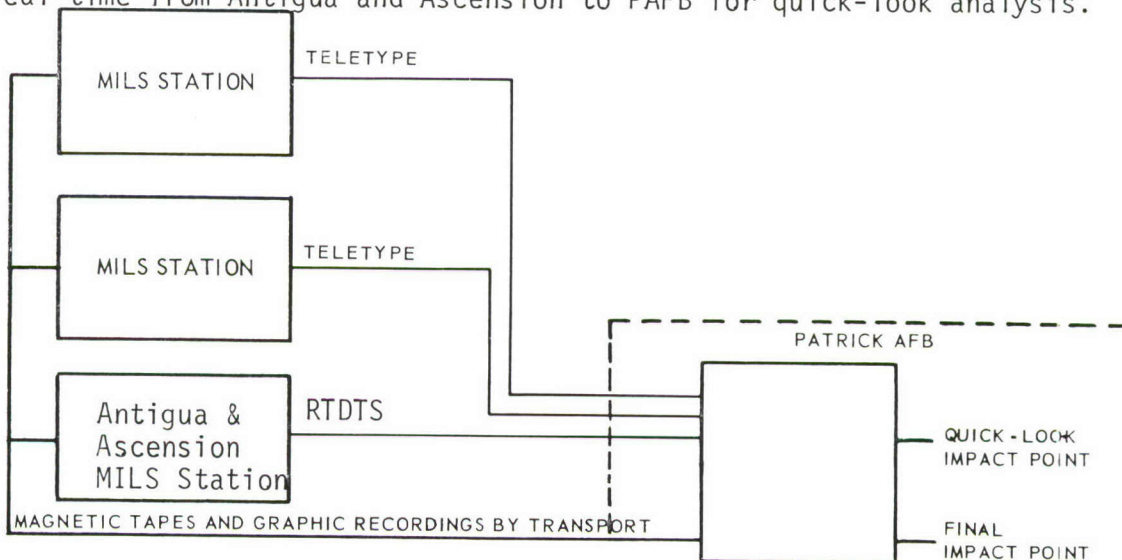 time from Antigua and Ascension to PAFB for quick-look analysis.
MILS STATION
TELETYPE
MILS STATION
TELETYPE
Antigua &
Ascension
MILS Station
RTDTS
PATRICK AFB
QUICK-LOOK
IMPACT POINT
MAGNETIC TAPES AND GRAPHIC RECORDINGS BY TRANSPORT
FINAL
IMPACT POINT